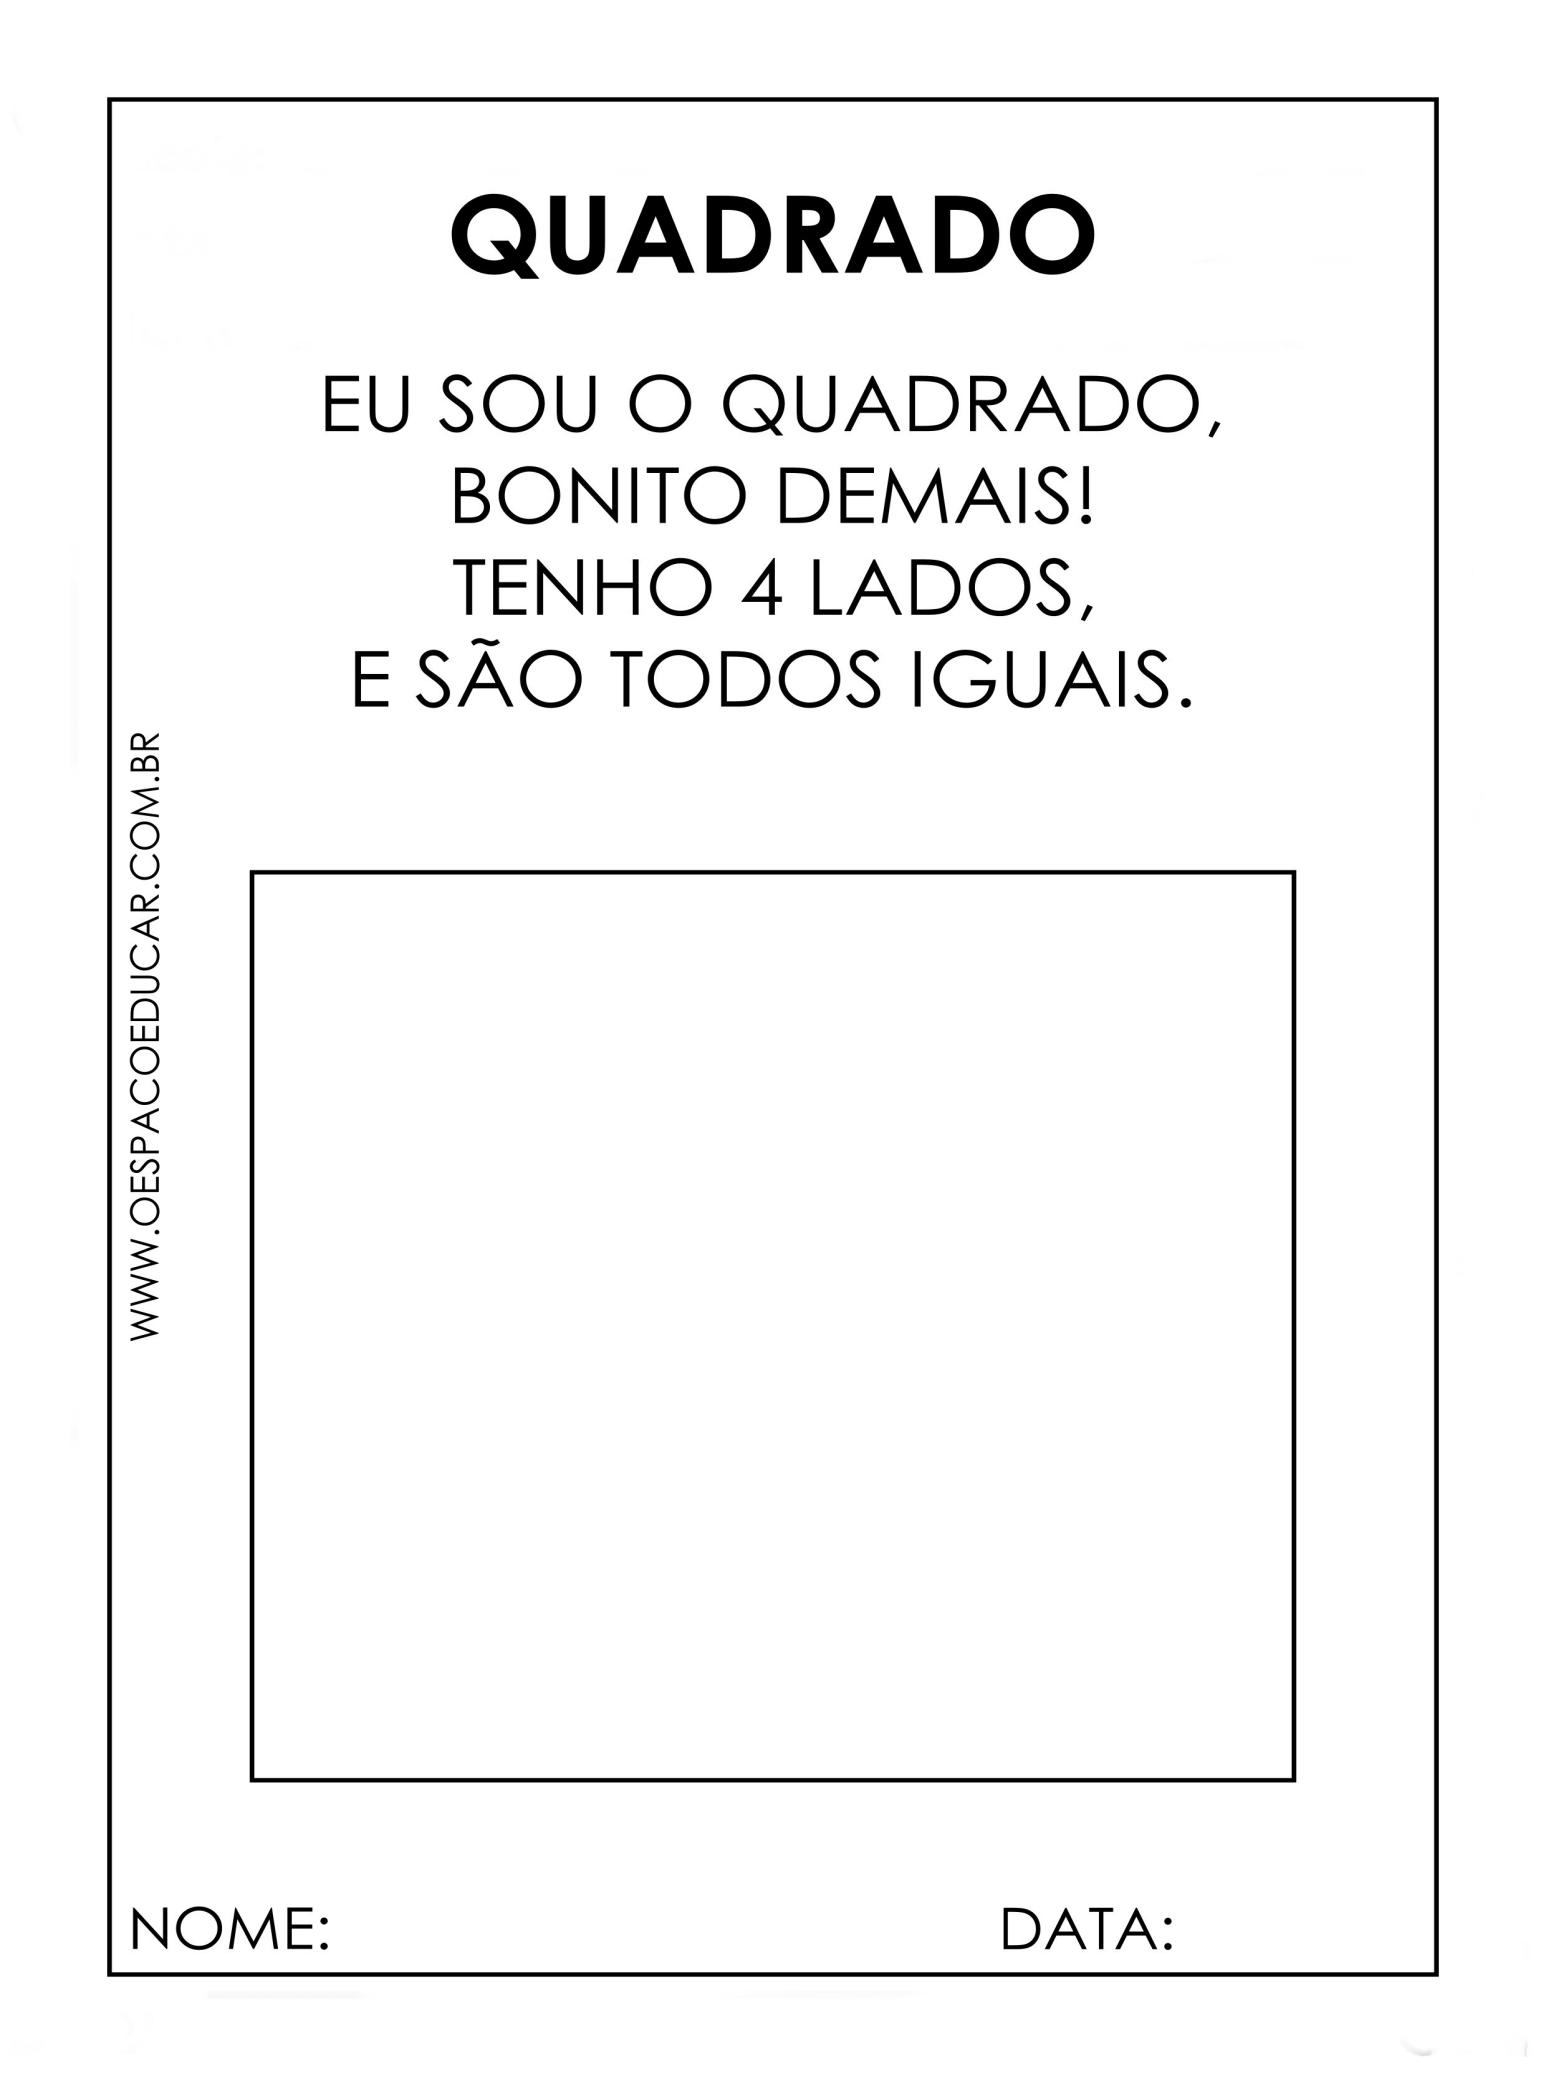 QUADRADO
EU SOU O QUADRADO,
BONITO DEMAIS!
TENHO 4 LADOS,
E SÃO TODOS IGUAIS.
WWW.OESPACOEDUCAR.COM.BR
NOME:
DATA: